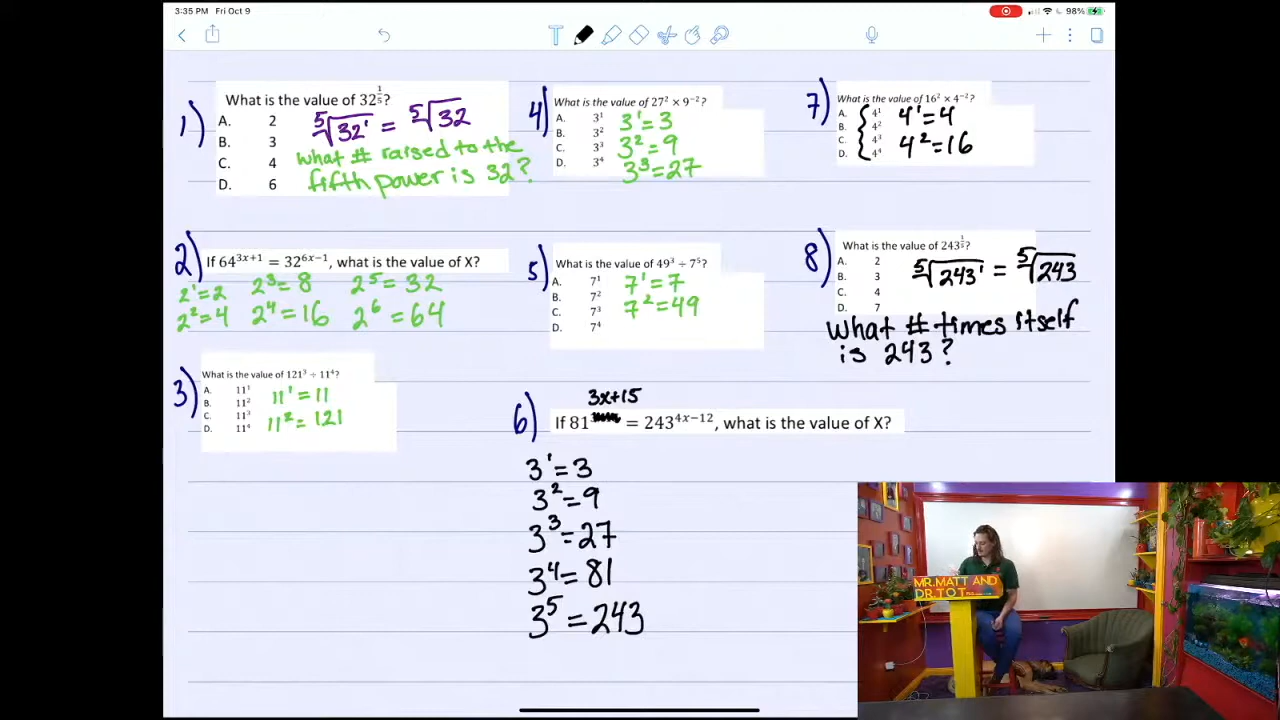 3:35 PM Fri Oct 9
98%
1)
What is the value of 32^{1/5}?
A. 2
B. 3
C. 4
D. 6
⁵√32¹ = ⁵√32
what # raised to the
fifth power is 32?
2)
If 64^{3x+1} = 32^{6x−1}, what is the value of X?
2¹=2 2³=8 2⁵=32
2²=4 2⁴=16 2⁶=64
3)
What is the value of 121³ ÷ 11⁴?
A. 11¹
B. 11²
C. 11³
D. 11⁴
11¹=11
11²=121
4)
What is the value of 27² × 9⁻²?
A. 3¹
B. 3²
C. 3³
D. 3⁴
3¹=3
3²=9
3³=27
5)
What is the value of 49³ ÷ 7⁵?
A. 7¹
B. 7²
C. 7³
D. 7⁴
7¹=7
7²=49
6)
3x+15
If 81 = 243^{4x−12}, what is the value of X?
3¹=3
3²=9
3³=27
3⁴=81
3⁵=243
7)
What is the value of 16² × 4⁻²?
A. 4¹
B. 4²
C. 4³
D. 4⁴
4¹=4
4²=16
8)
What is the value of 243^{1/5}?
A. 2
B. 3
C. 4
D. 7
⁵√243¹ = ⁵√243
what # times itself
is 243?
MR.MATT AND
DR.TOT